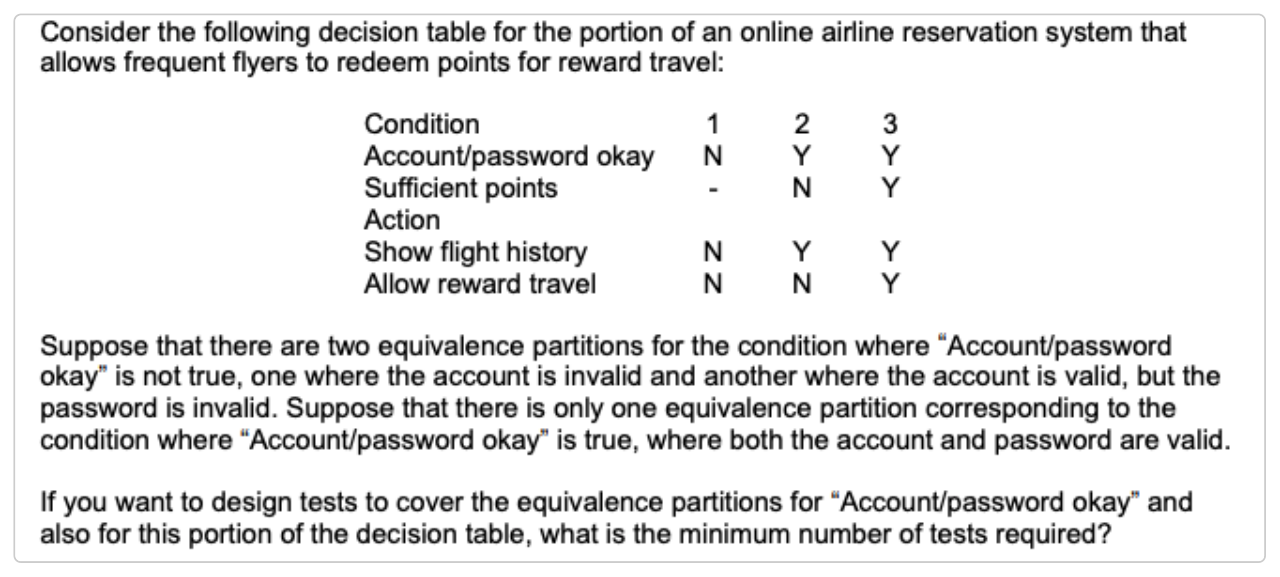 Consider the following decision table for the portion of an online airline reservation system that
allows frequent flyers to redeem points for reward travel:
Condition 1 2 3
Account/password okay N Y Y
Sufficient points - N Y
Action
Show flight history N Y Y
Allow reward travel N N Y
Suppose that there are two equivalence partitions for the condition where “Account/password
okay” is not true, one where the account is invalid and another where the account is valid, but the
password is invalid. Suppose that there is only one equivalence partition corresponding to the
condition where “Account/password okay” is true, where both the account and password are valid.
If you want to design tests to cover the equivalence partitions for “Account/password okay” and
also for this portion of the decision table, what is the minimum number of tests required?